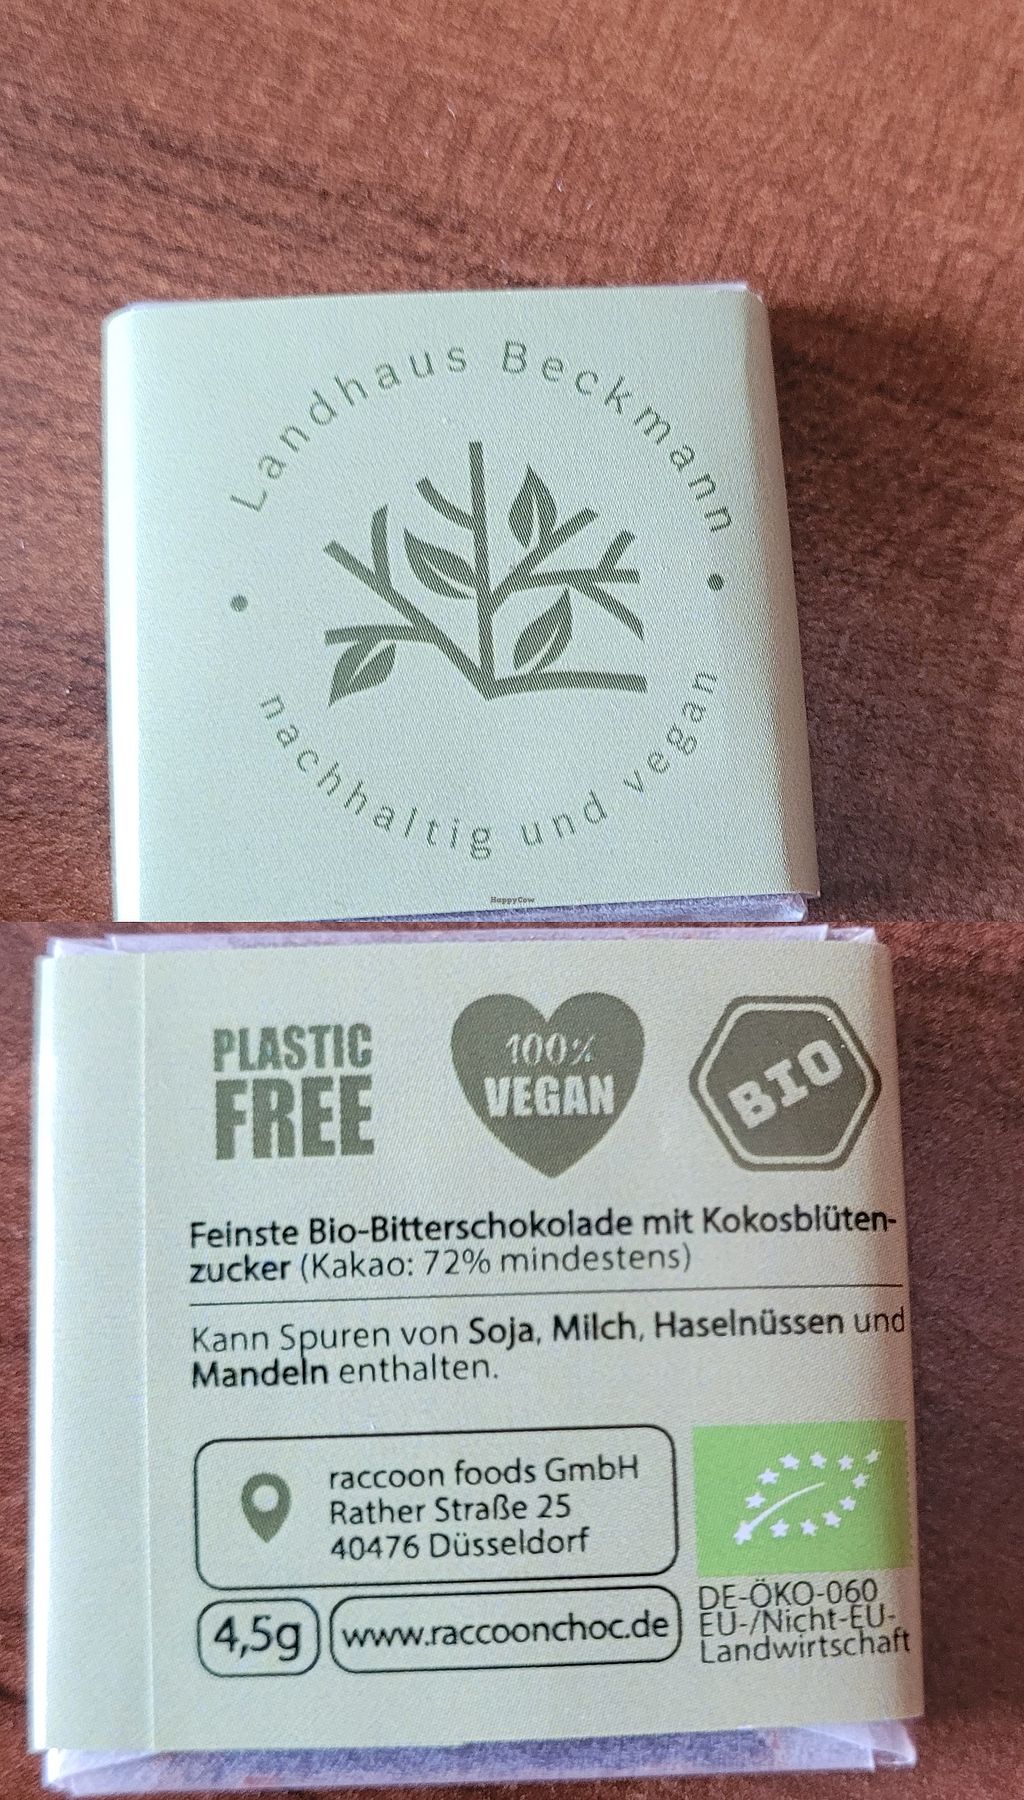 Landhaus Beckmann
nachhaltig und vegan
HappyCow
PLASTIC
FREE
100%
VEGAN
BIO
Feinste Bio-Bitterschokolade mit Kokosblüten-
zucker (Kakao: 72% mindestens)
Kann Spuren von Soja, Milch, Haselnüssen und
Mandeln enthalten.
raccoon foods GmbH
Rather Straße 25
40476 Düsseldorf
4,5g
www.raccoonchoc.de
DE-ÖKO-060
EU-/Nicht-EU-
Landwirtschaft